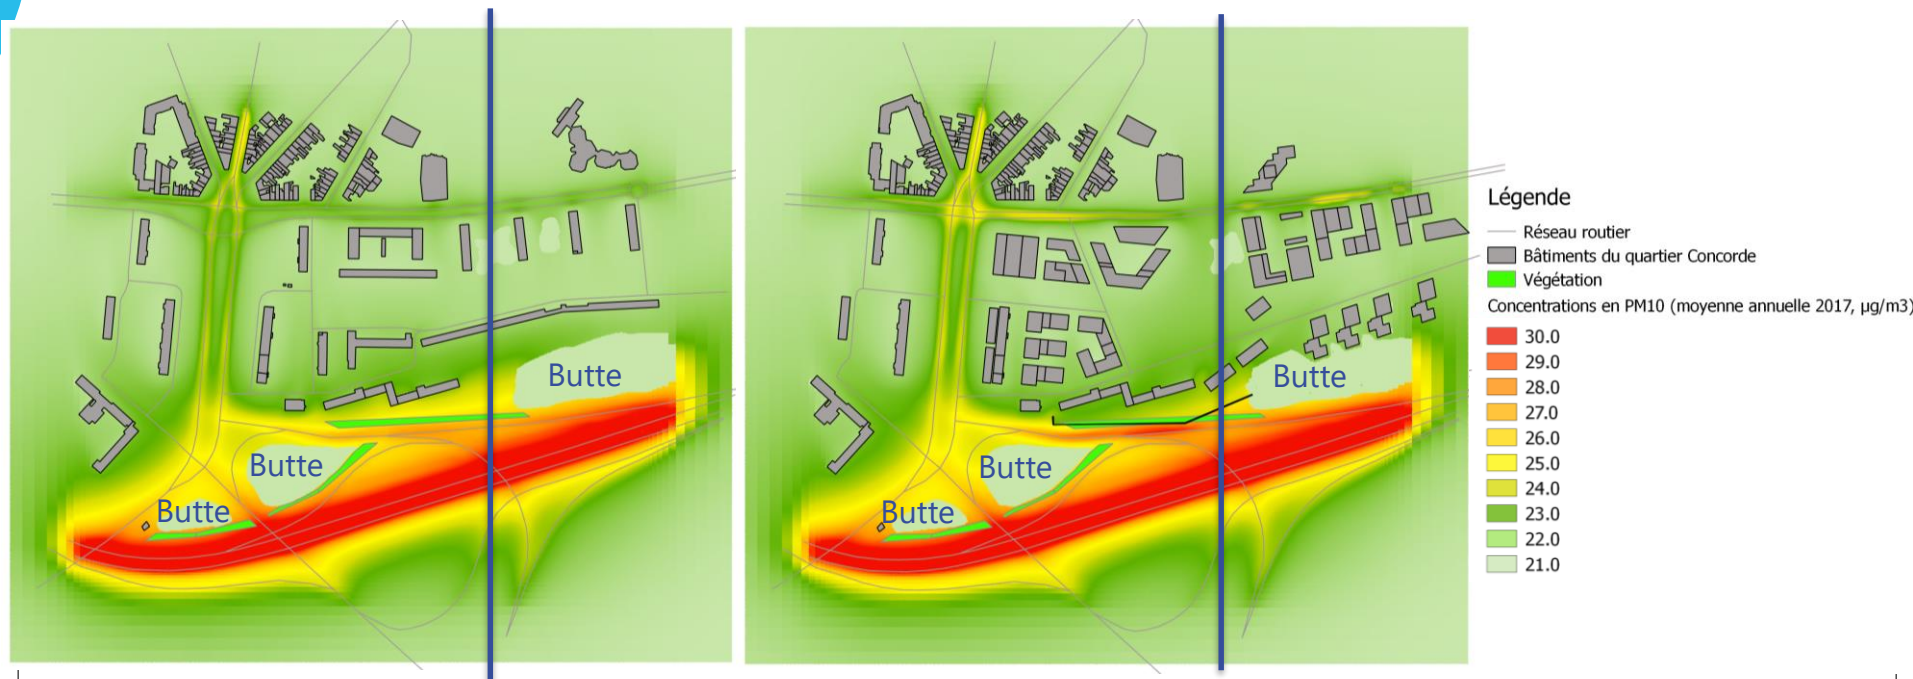 Butte
Butte
Butte
Butte
Butte
Butte
Légende
Réseau routier
Bâtiments du quartier Concorde
Végétation
Concentrations en PM10 (moyenne annuelle 2017, µg/m3)
30.0
29.0
28.0
27.0
26.0
25.0
24.0
23.0
22.0
21.0